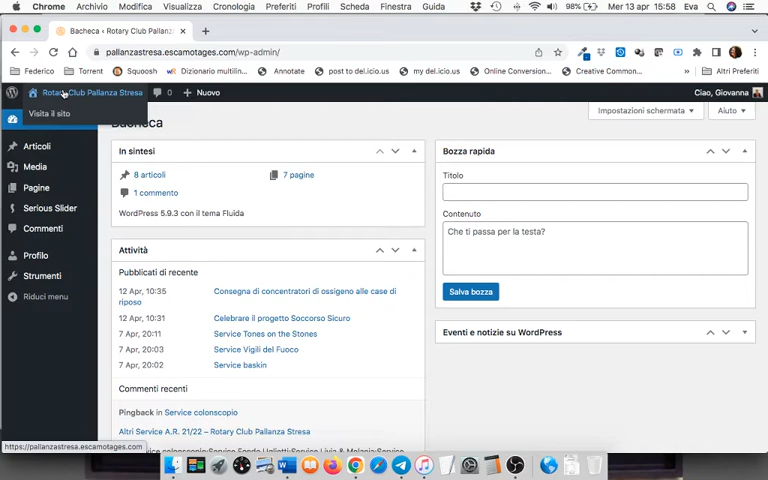 Chrome Archivio Modifica Visualizza Cronologia Preferiti Profili Scheda Finestra Guida 98% Mer 13 apr 15:58 Eva
Bacheca ‹ Rotary Club Pallanz
pallanzastresa.escamotages.com/wp-admin/
Federico Torrent Squoosh Dizionario multilin... Annotate post to del.icio.us my del.icio.us Online Conversion... Creative Common... » Altri Preferiti
Rotary Club Pallanza Stresa 0 + Nuovo Ciao, Giovanna
Visita il sito
Bacheca
Impostazioni schermata Aiuto
Articoli
Media
Pagine
Serious Slider
Commenti
Profilo
Strumenti
Riduci menu
In sintesi
8 articoli 7 pagine
1 commento
WordPress 5.9.3 con il tema Fluida
Attività
Pubblicati di recente
12 Apr, 10:35 Consegna di concentratori di ossigeno alle case di
riposo
12 Apr, 10:31 Celebrare il progetto Soccorso Sicuro
7 Apr, 20:11 Service Tones on the Stones
7 Apr, 20:03 Service Vigili del Fuoco
7 Apr, 20:02 Service baskin
Commenti recenti
Pingback in Service colonscopio
Altri Service A.R. 21/22 – Rotary Club Pallanza Stresa
Bozza rapida
Titolo
Contenuto
Che ti passa per la testa?
Salva bozza
Eventi e notizie su WordPress
https://pallanzastresa.escamotages.com